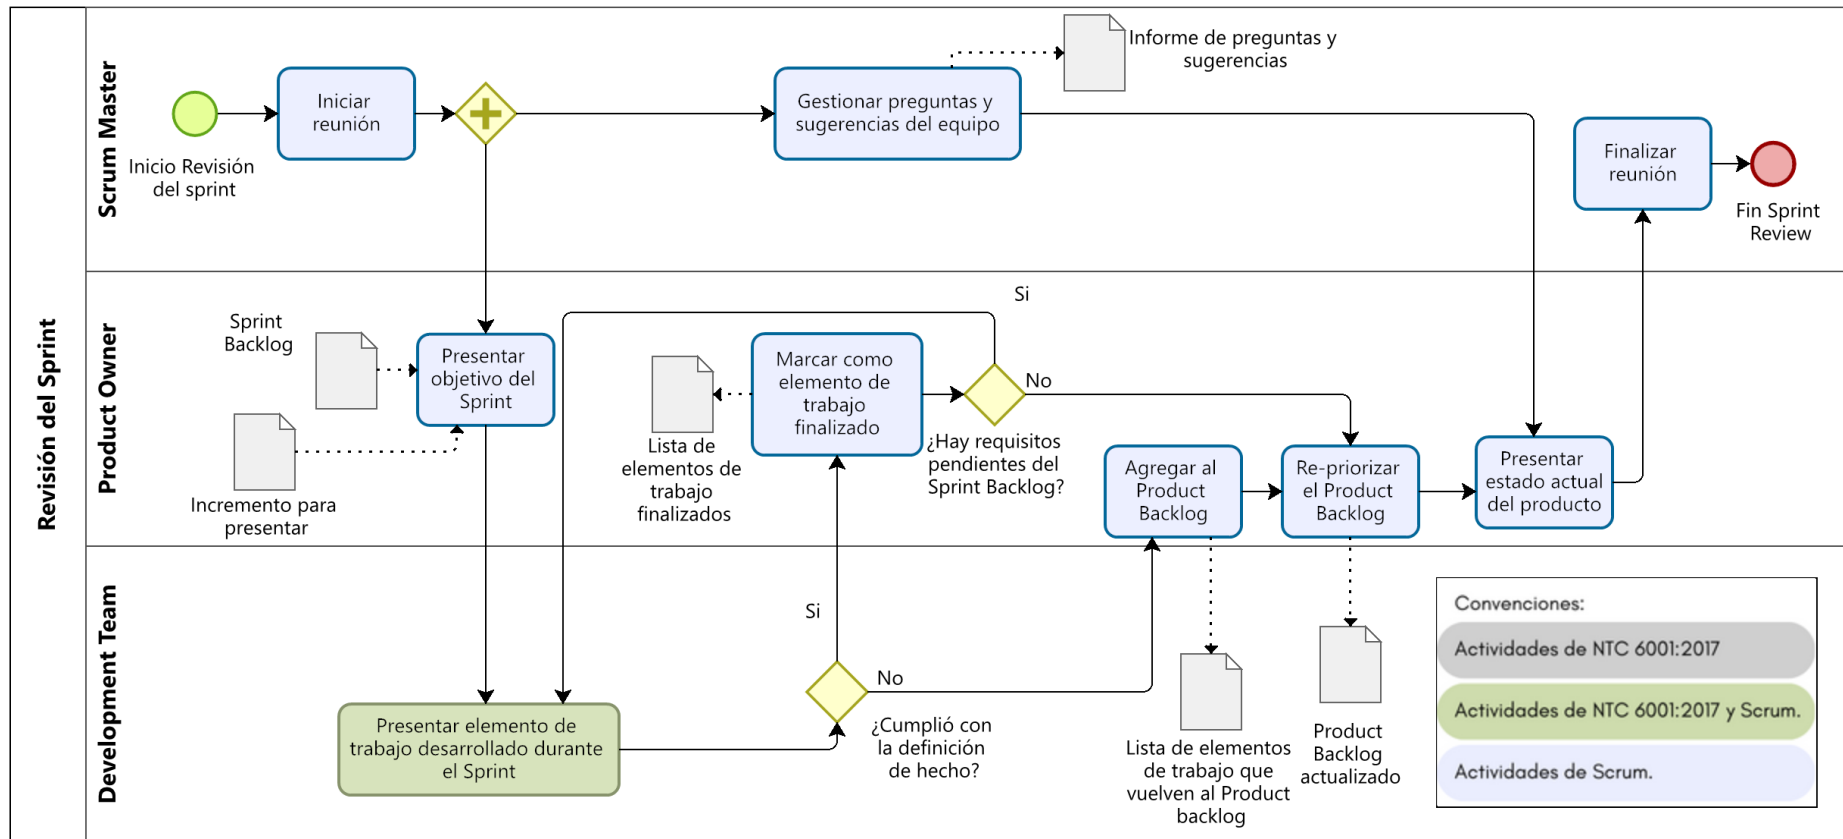 Revisión del Sprint
Scrum Master
Inicio Revisión
del sprint
Iniciar
reunión
Gestionar preguntas y
sugerencias del equipo
Informe de preguntas y
sugerencias
Finalizar
reunión
Fin Sprint
Review
Product Owner
Sprint
Backlog
Incremento para
presentar
Presentar
objetivo del
Sprint
Lista de
elementos de
trabajo
finalizados
Marcar como
elemento de
trabajo
finalizado
Si
No
¿Hay requisitos
pendientes del
Sprint Backlog?
Agregar al
Product
Backlog
Re-priorizar
el Product
Backlog
Presentar
estado actual
del producto
Development Team
Presentar elemento de
trabajo desarrollado durante
el Sprint
Si
No
¿Cumplió con
la definición
de hecho?
Lista de elementos
de trabajo que
vuelven al Product
backlog
Product
Backlog
actualizado
Convenciones:
Actividades de NTC 6001:2017
Actividades de NTC 6001:2017 y Scrum.
Actividades de Scrum.